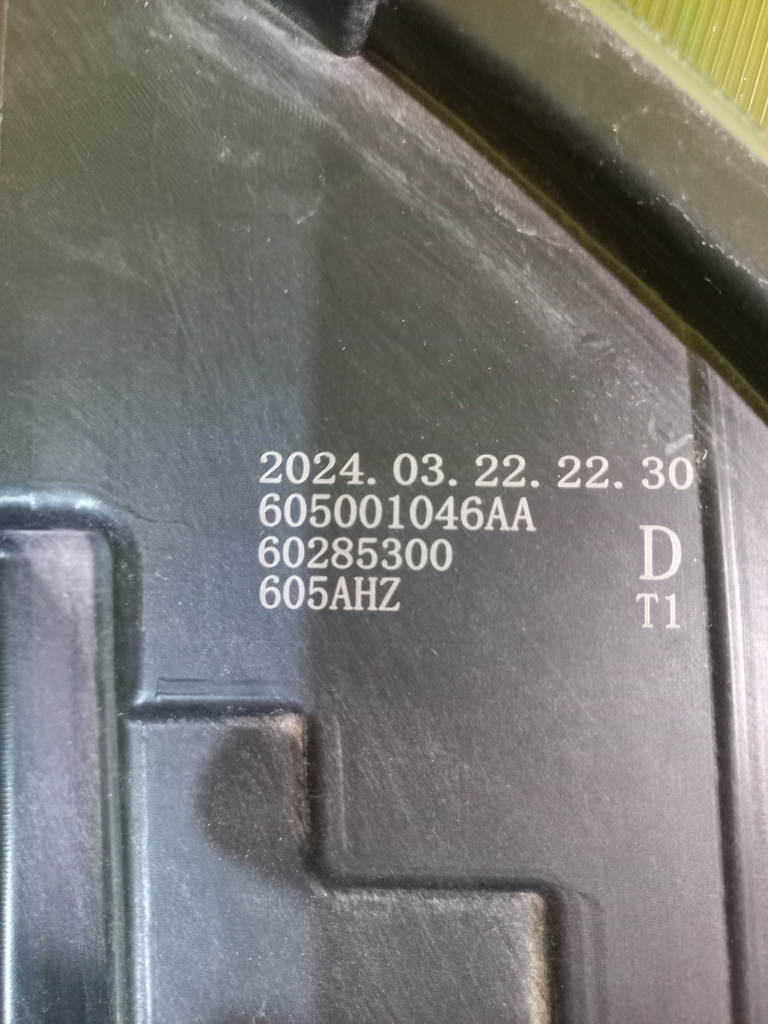 2024. 03. 22. 22. 30
605001046AA
60285300 D
605AHZ T1